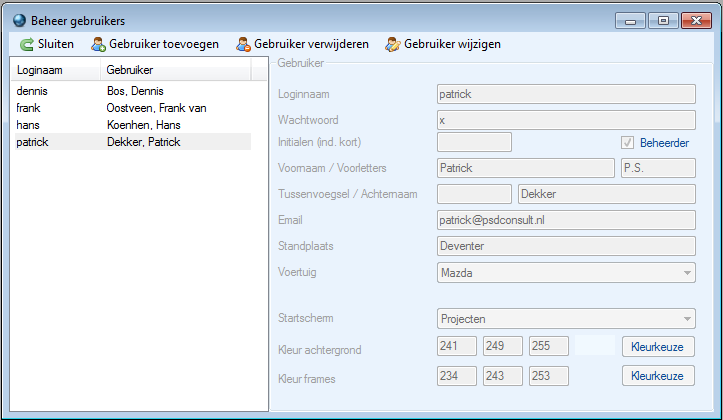 Beheer gebruikers
Sluiten Gebruiker toevoegen Gebruiker verwijderen Gebruiker wijzigen
Loginaam Gebruiker
dennis Bos, Dennis
frank Oostveen, Frank van
hans Koenhen, Hans
patrick Dekker, Patrick
Gebruiker
Loginnaam patrick
Wachtwoord x
Initialen (ind. kort) Beheerder
Voornaam / Voorletters Patrick P.S.
Tussenvoegsel / Achternaam Dekker
Email patrick@psdconsult.nl
Standplaats Deventer
Voertuig Mazda
Startscherm Projecten
Kleur achtergrond 241 249 255 Kleurkeuze
Kleur frames 234 243 253 Kleurkeuze